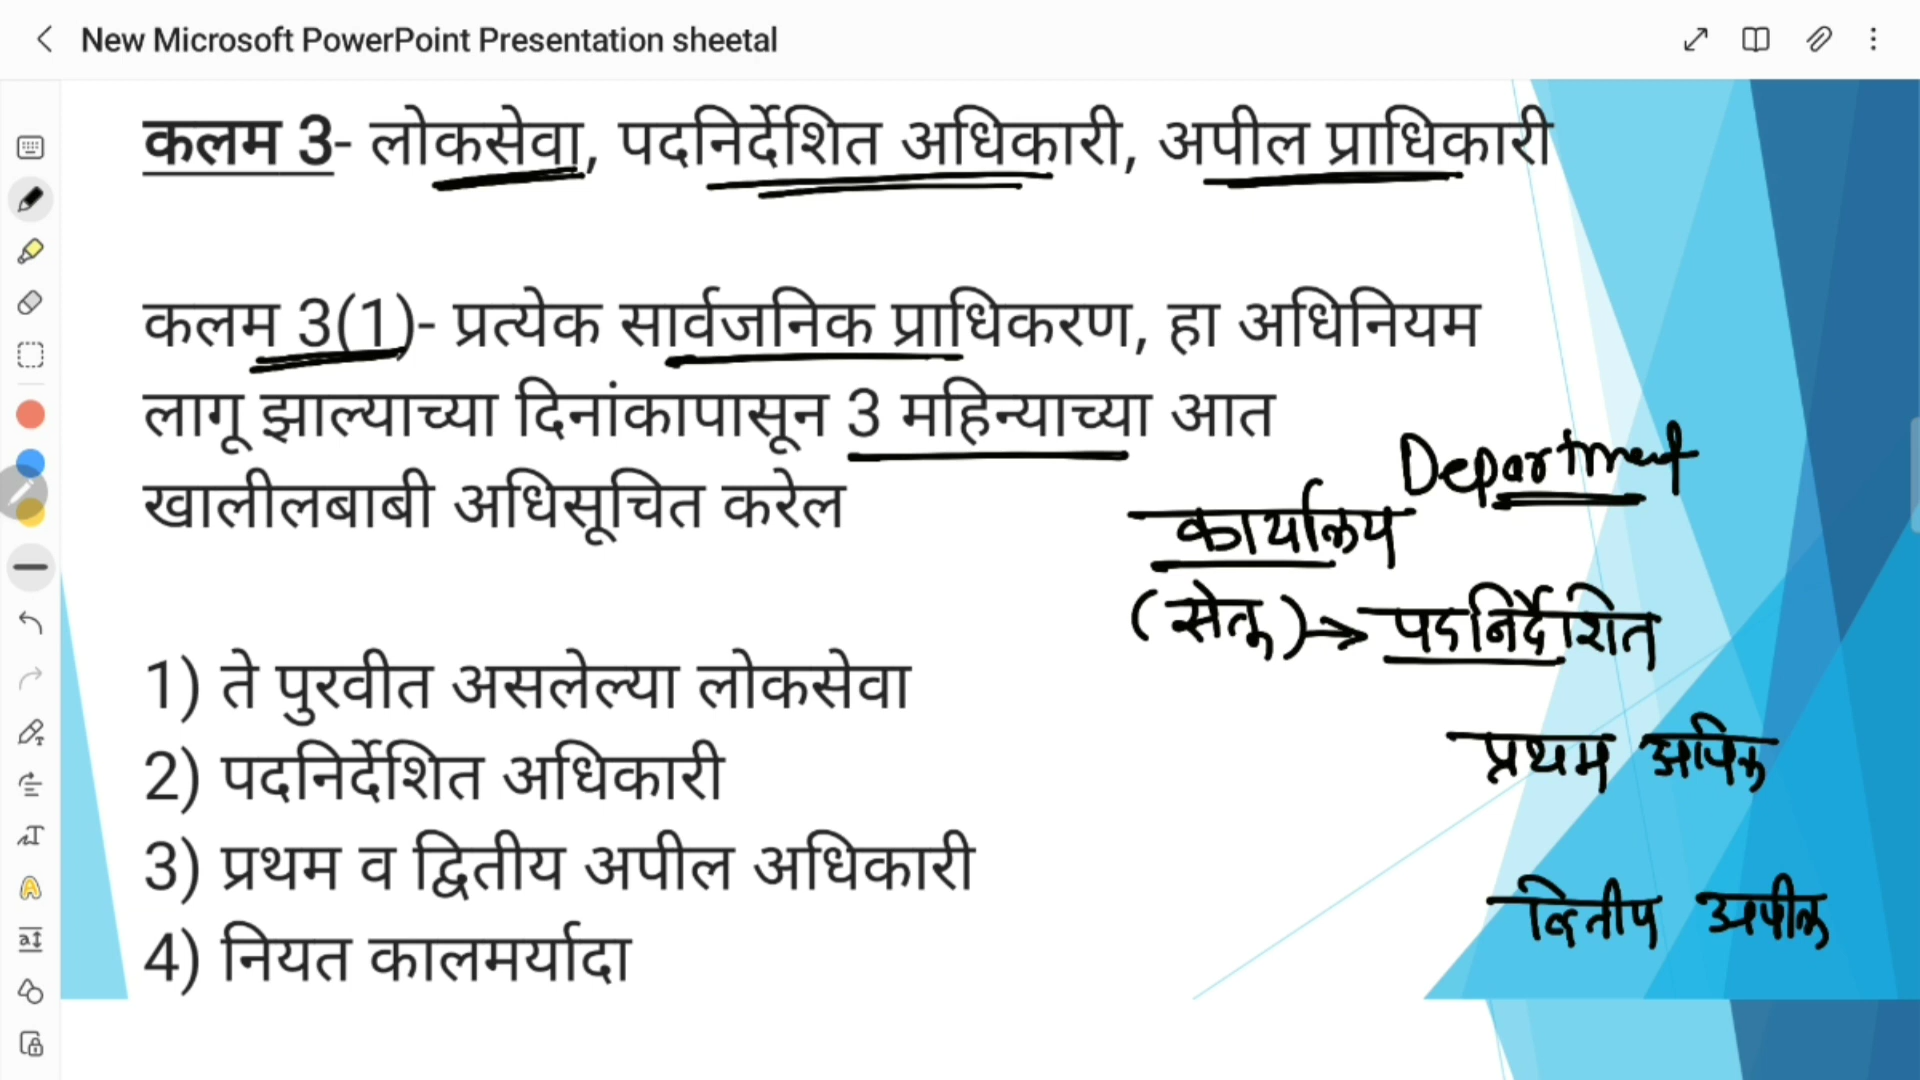 New Microsoft PowerPoint Presentation sheetal
कलम 3- लोकसेवा, पदनिर्देशित अधिकारी, अपील प्राधिकारी
कलम 3(1)- प्रत्येक सार्वजनिक प्राधिकरण, हा अधिनियम
लागू झाल्याच्या दिनांकापासून 3 महिन्याच्या आत
खालीलबाबी अधिसूचित करेल
Department
कार्यालय
(सेतू)→ पदनिर्देशित
प्रथम अपिल
द्वितीय अपील
1) ते पुरवीत असलेल्या लोकसेवा
2) पदनिर्देशित अधिकारी
3) प्रथम व द्वितीय अपील अधिकारी
4) नियत कालमर्यादा